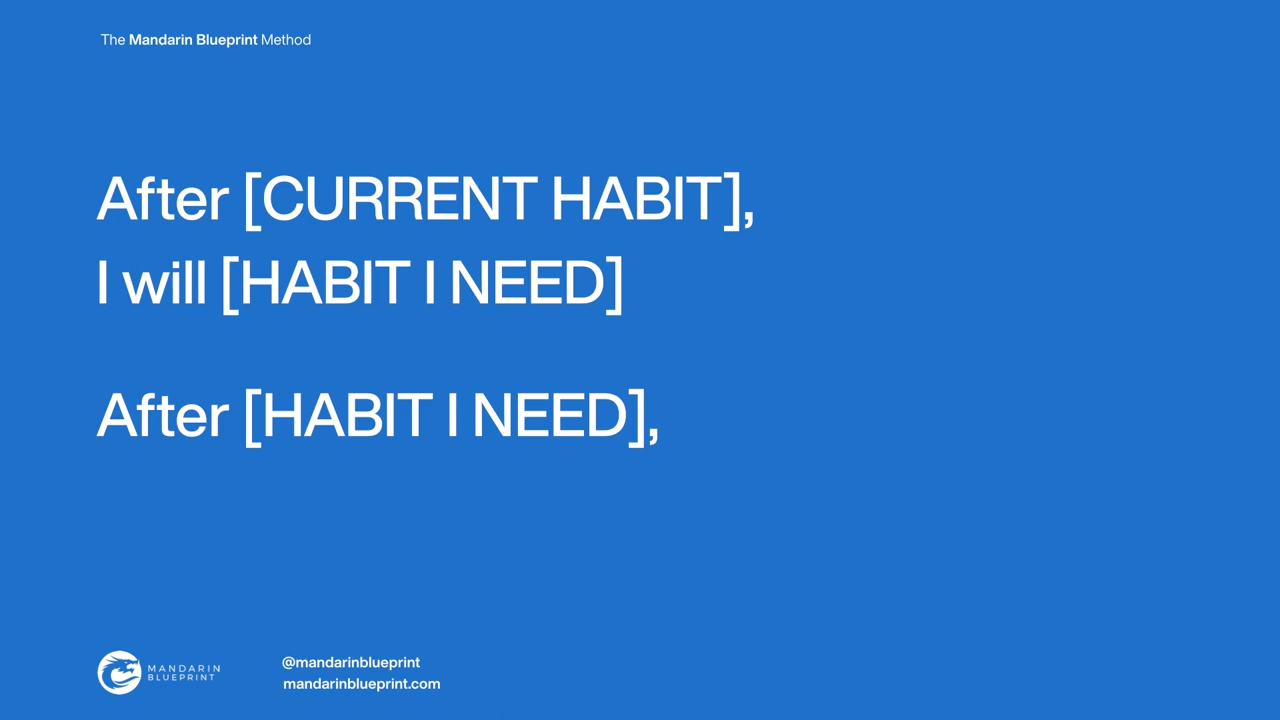 The Mandarin Blueprint Method
After [CURRENT HABIT],
I will [HABIT I NEED]
After [HABIT I NEED],
MANDARIN
BLUEPRINT
@mandarinblueprint
mandarinblueprint.com